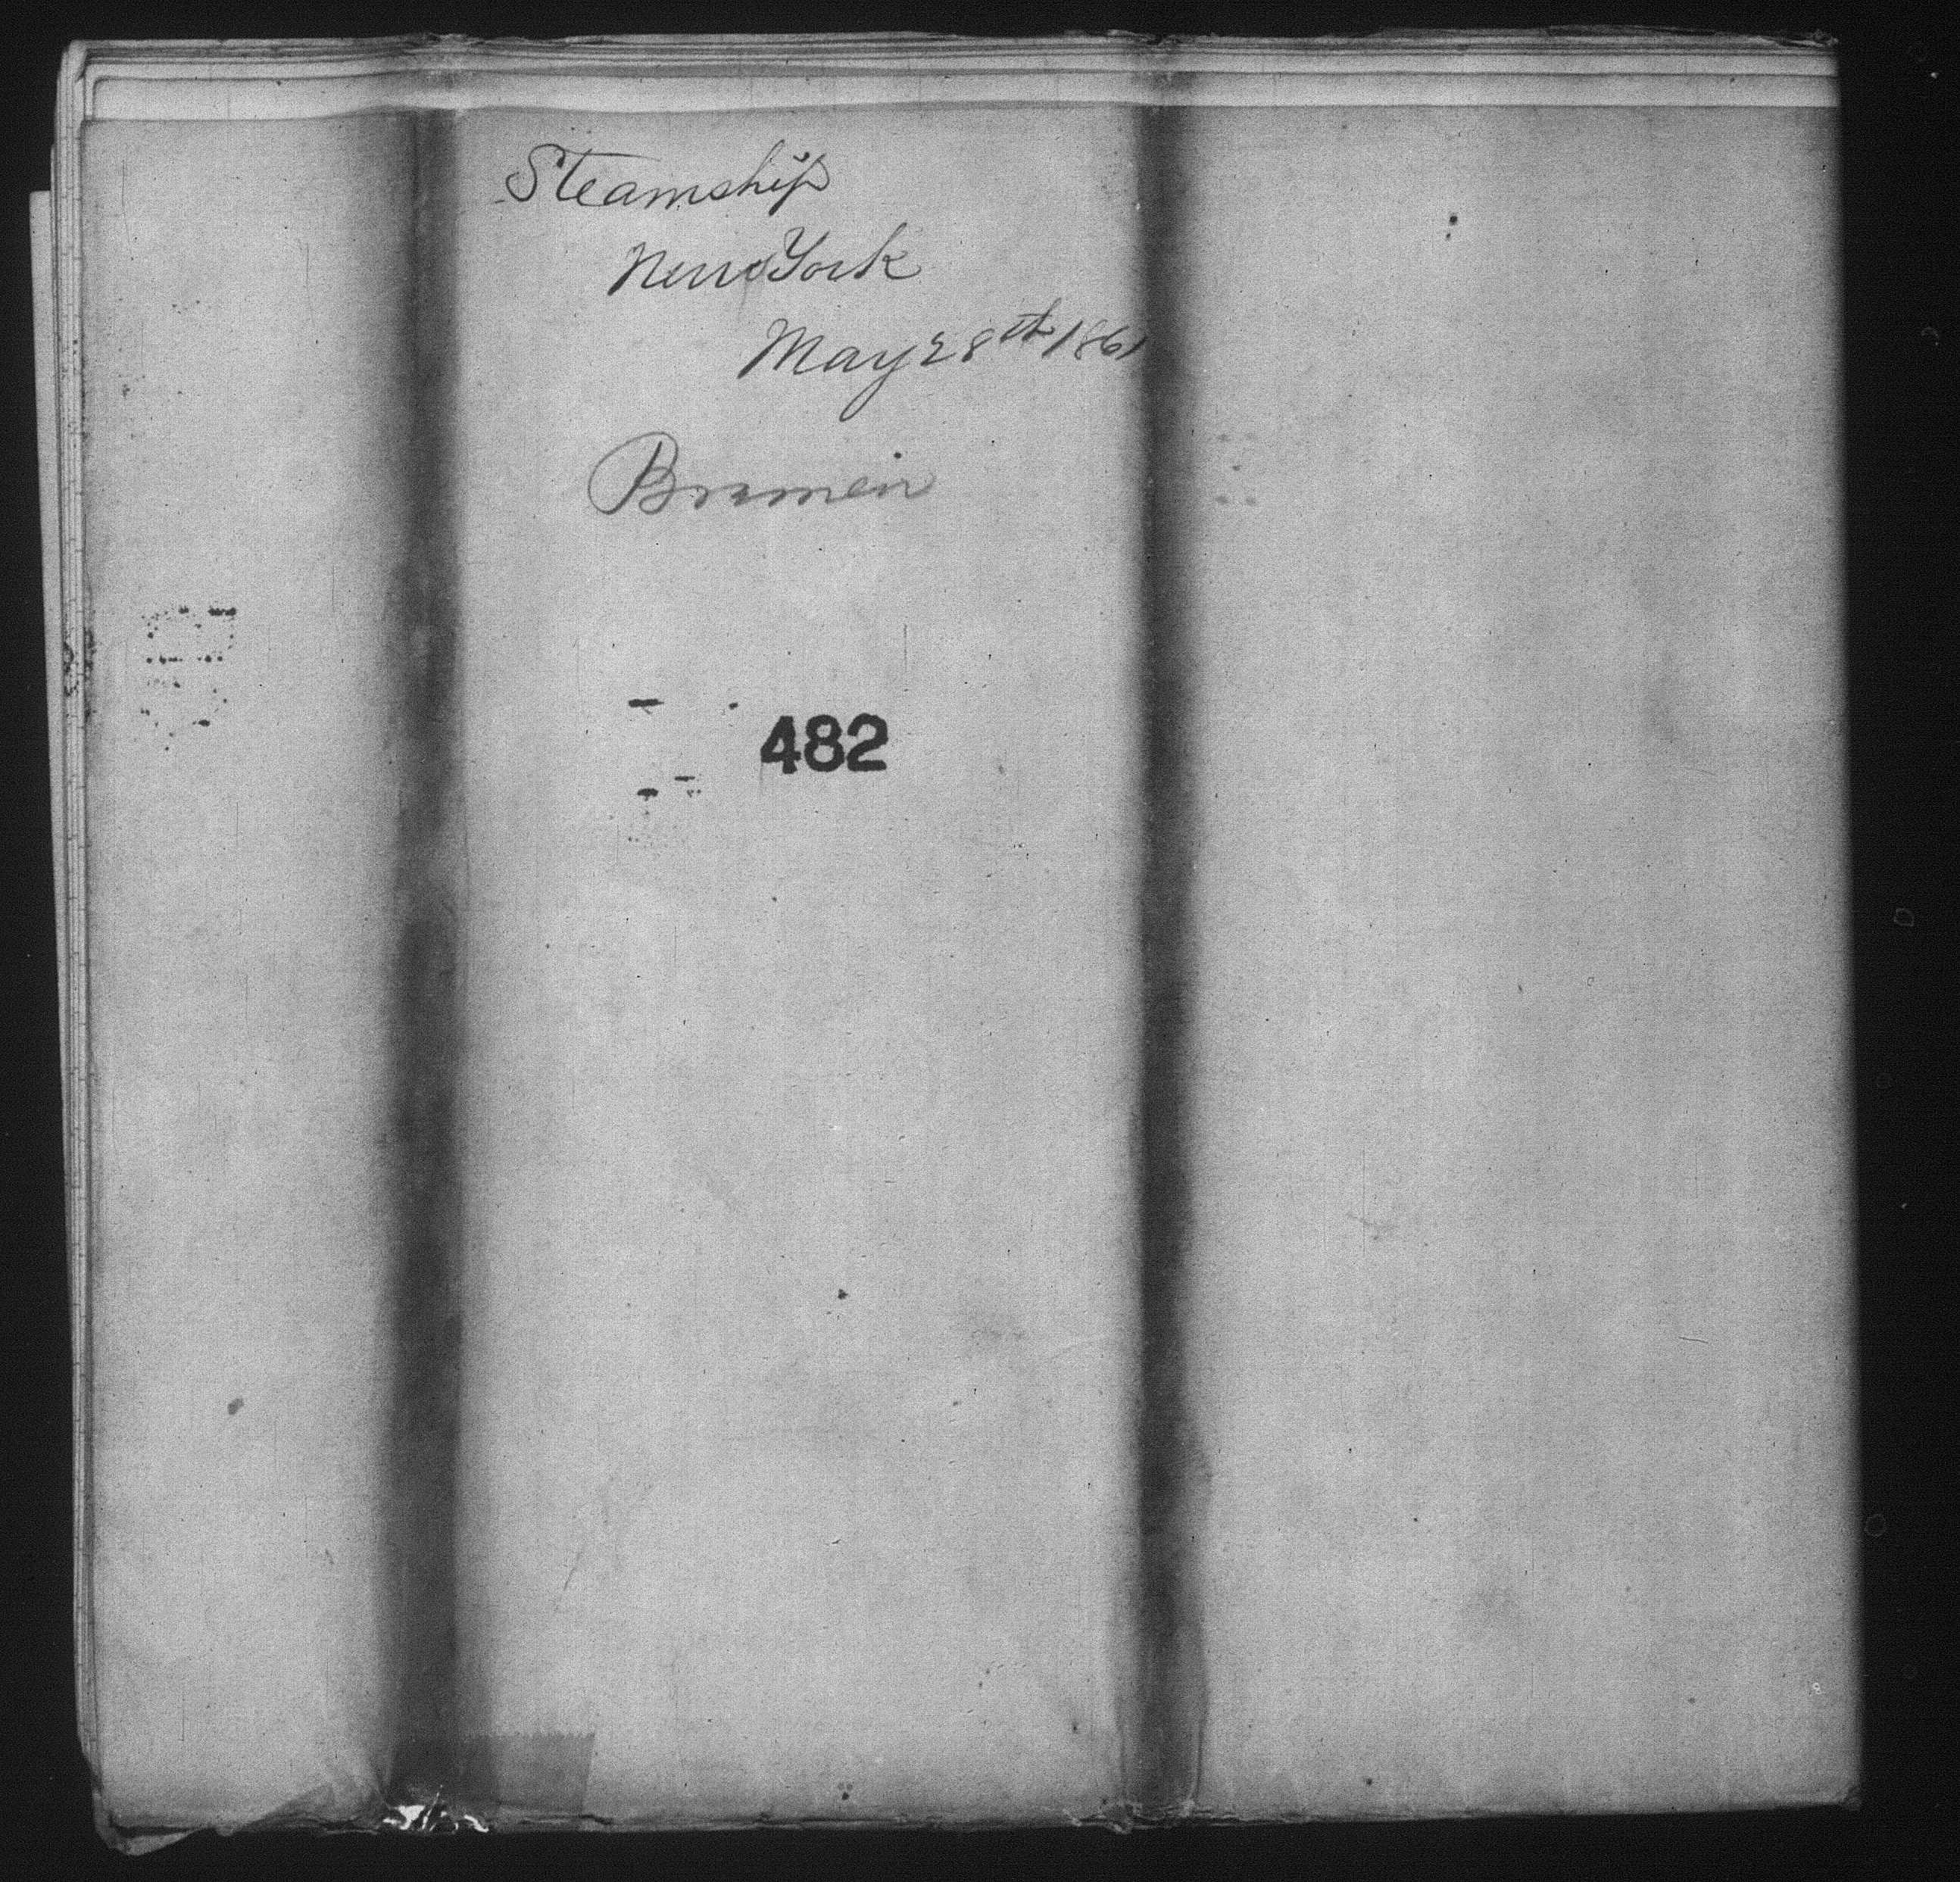 Steamship
New York
May 28th 1861
Bremen
482